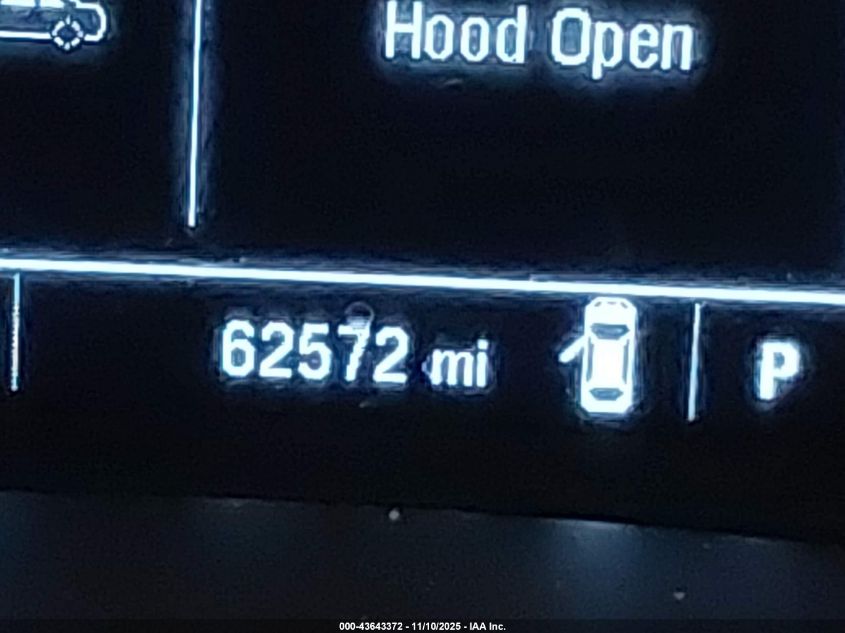 Hood Open
62572 mi P
000-43643372 - 11/10/2025 - IAA Inc.